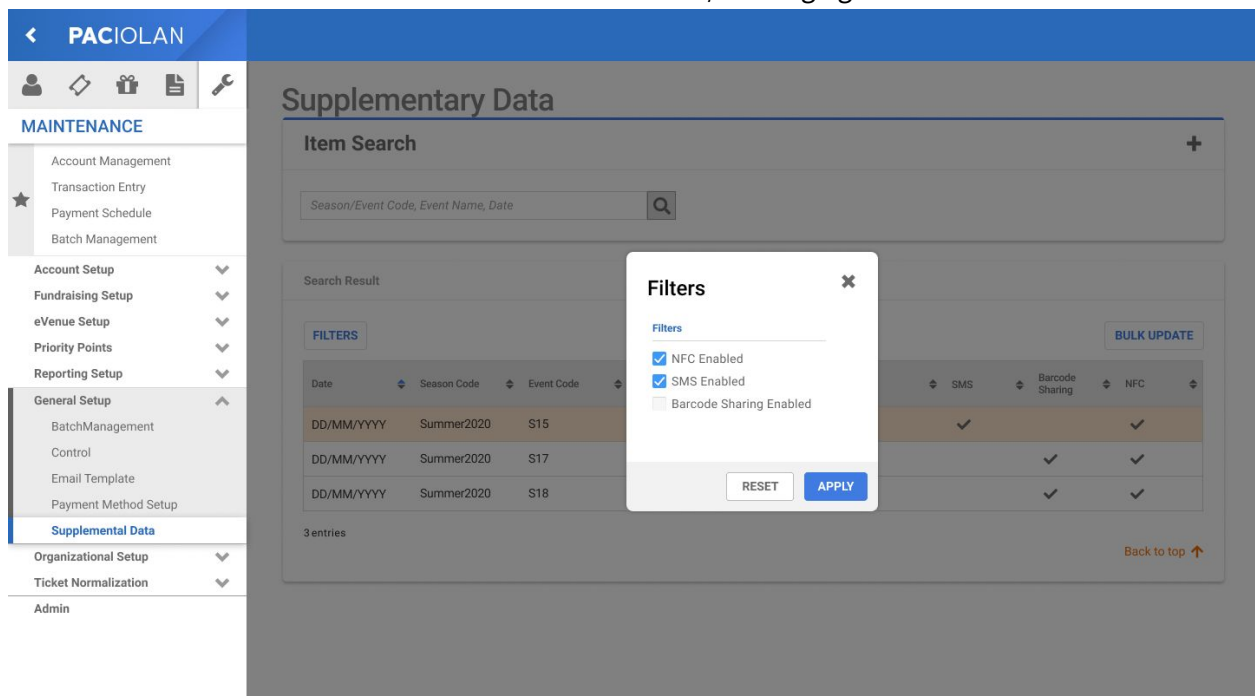 PACIOLAN
MAINTENANCE
Account Management
Transaction Entry
Payment Schedule
Batch Management
Account Setup
Fundraising Setup
eVenue Setup
Priority Points
Reporting Setup
General Setup
BatchManagement
Control
Email Template
Payment Method Setup
Supplemental Data
Organizational Setup
Ticket Normalization
Admin
Supplementary Data
Item Search
Season/Event Code, Event Name, Date
Search Result
FILTERS
BULK UPDATE
Date Season Code Event Code SMS Barcode Sharing NFC
DD/MM/YYYY Summer2020 S15
DD/MM/YYYY Summer2020 S17
DD/MM/YYYY Summer2020 S18
3 entries
Back to top
Filters
Filters
NFC Enabled
SMS Enabled
Barcode Sharing Enabled
RESET APPLY